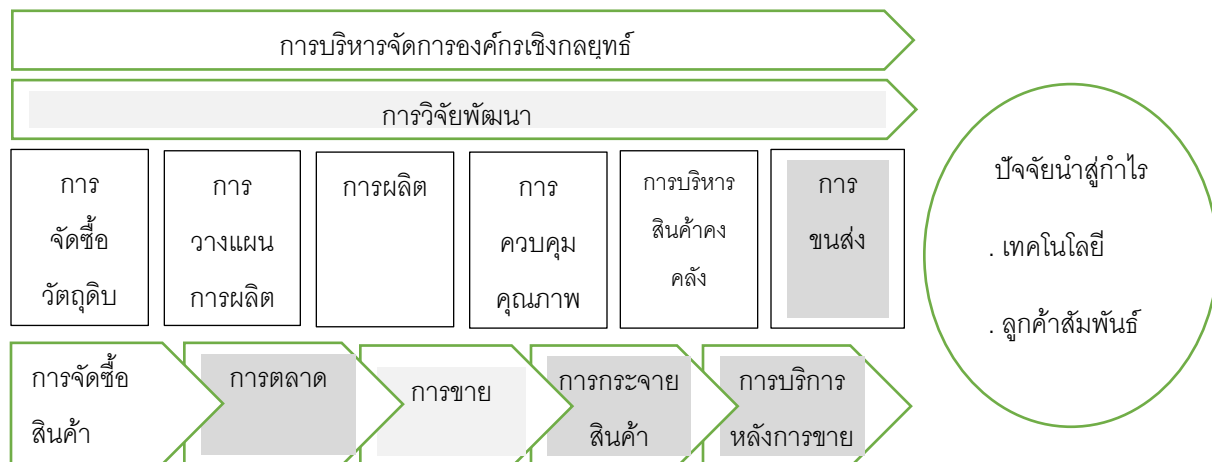 การบริหารจัดการองค์กรเชิงกลยุทธ์
การวิจัยพัฒนา
การ
จัดซื้อ
วัตถุดิบ
การ
วางแผน
การผลิต
การผลิต
การ
ควบคุม
คุณภาพ
การบริหาร
สินค้าคง
คลัง
การ
ขนส่ง
การจัดซื้อ
สินค้า
การตลาด
การขาย
การกระจาย
สินค้า
การบริการ
หลังการขาย
ปัจจัยนำสู่กำไร
. เทคโนโลยี
. ลูกค้าสัมพันธ์